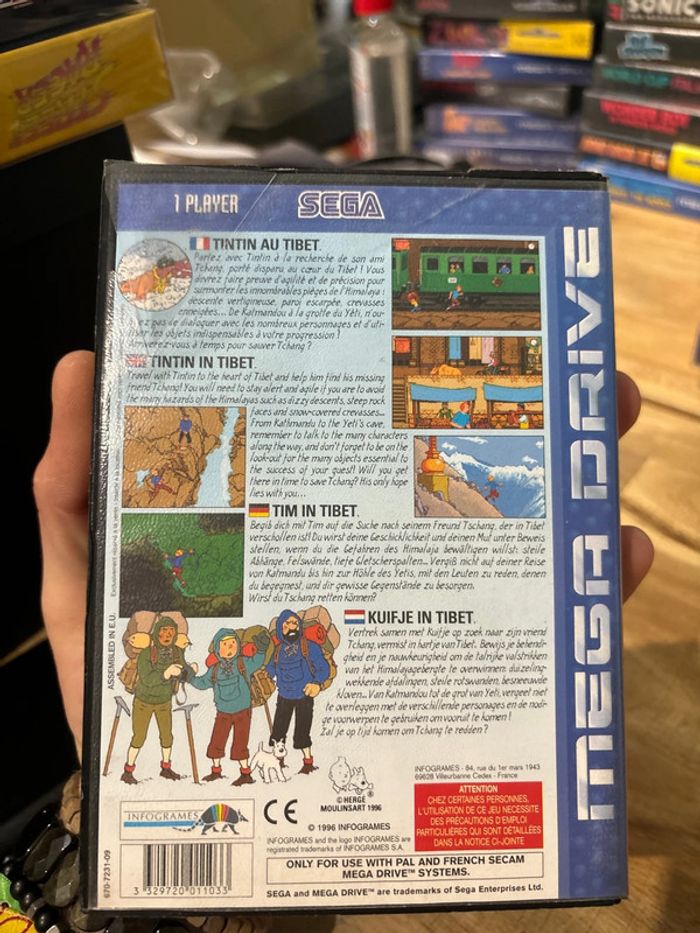 1 PLAYER
SEGA
MEGA DRIVE
TINTIN AU TIBET.
Partez avec Tintin à la recherche de son ami
Tchang, porté disparu au cœur du Tibet ! Vous
devrez faire preuve d'agilité et de précision pour
surmonter les innombrables pièges de l'Himalaya :
descente vertigineuse, paroi escarpée, crevasses
enneigées... De Katmandou à la grotte du Yéti, n'ou-
bliez pas de dialoguer avec les nombreux personnages et d'uti-
liser les objets indispensables à votre progression !
Arriverez-vous à temps pour sauver Tchang ?
TINTIN IN TIBET.
Travel with Tintin to the heart of Tibet and help him find his missing
friend Tchang! You will need to stay alert and agile if you are to avoid
the many hazards of the Himalayas such as dizzy descents, steep rock
faces and snow-covered crevasses...
From Kathmandu to the Yeti's cave,
remember to talk to the many characters
along the way, and don't forget to be on the
look-out for the many objects essential to
the success of your quest! Will you get
there in time to save Tchang? His only hope
lies with you...
TIM IN TIBET.
Begib dich mit Tim auf die Suche nach seinem Freund Tschang, der in Tibet
verschollen ist! Du wirst deine Geschicklichkeit und deinen Mut unter Beweis
stellen, wenn du die Gefahren des Himalaja bewältigen willst: steile
Abhänge, Felswände, tiefe Gletscherspalten... Vergiß nicht auf deiner Reise
von Katmandu bis hin zur Höhle des Yetis, mit den Leuten zu reden, denen
du begegnest, und dir gewisse Gegenstände zu besorgen.
Wirst du Tschang retten können?
KUIFJE IN TIBET.
Vertrek samen met Kuifje op zoek naar zijn vriend
Tchang, vermist in hartje van Tibet. Bewijs je behendi-
gheid en je nauwkeurigheid om de talrijke valstrikken
van het Himalayagebergte te overwinnen: duizeling-
wekkende afdalingen, steile rotswanden, besneeuwde
kloven... Van Katmandou tot de grot van Yeti, vergeet niet
te overleggen met de verschillende personages en de nodi-
ge voorwerpen te gebruiken om vooruit te komen !
Zal je op tijd komen om Tchang te redden ?
ASSEMBLED IN E.U.
© HERGÉ
MOULINSART 1996
INFOGRAMES - 84, rue du 1er mars 1943
69628 Villeurbanne Cedex - France
ATTENTION
CHEZ CERTAINES PERSONNES,
L'UTILISATION DE CE JEU NECESSITE
DES PRÉCAUTIONS D'EMPLOI
PARTICULIÈRES QUI SONT DÉTAILLÉES
DANS LA NOTICE CI-JOINTE
INFOGRAMES
CE
© 1996 INFOGRAMES
INFOGRAMES and the logo INFOGRAMES are
registrated trademarks of INFOGRAMES S.A.
ONLY FOR USE WITH PAL AND FRENCH SECAM
MEGA DRIVE™ SYSTEMS.
SEGA and MEGA DRIVE™ are trademarks of Sega Enterprises Ltd.
670-7231-09
3 329720 011033
SONIC
WORLD CUP